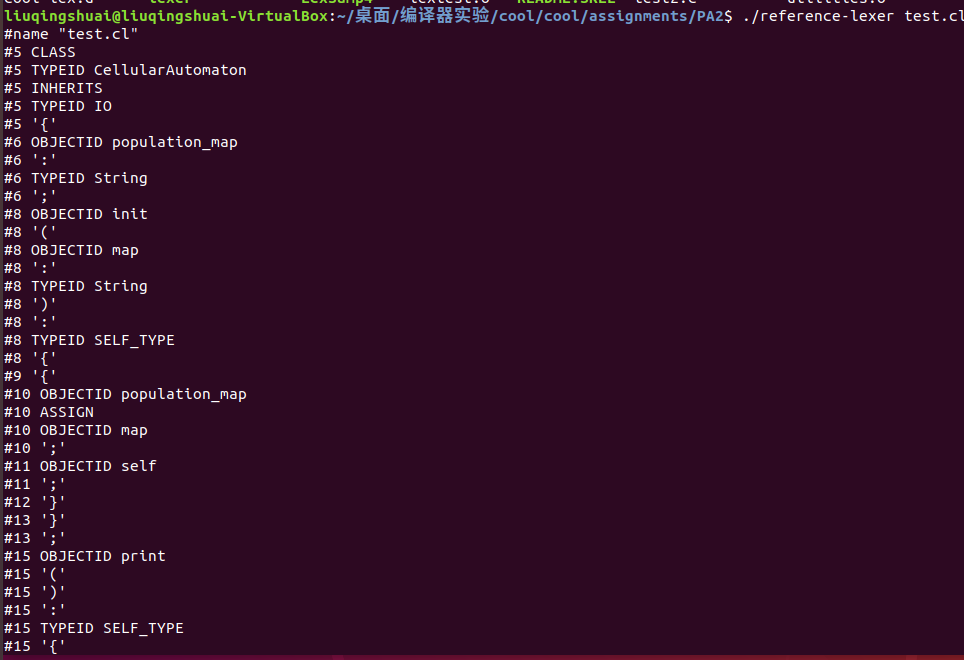 liuqingshuai@liuqingshuai-VirtualBox:~/桌面/编译器实验/cool/cool/assignments/PA2$ ./reference-lexer test.cl
#name "test.cl"
#5 CLASS
#5 TYPEID CellularAutomaton
#5 INHERITS
#5 TYPEID IO
#5 '{'
#6 OBJECTID population_map
#6 ':'
#6 TYPEID String
#6 ';'
#8 OBJECTID init
#8 '('
#8 OBJECTID map
#8 ':'
#8 TYPEID String
#8 ')'
#8 ':'
#8 TYPEID SELF_TYPE
#8 '{'
#9 '{'
#10 OBJECTID population_map
#10 ASSIGN
#10 OBJECTID map
#10 ';'
#11 OBJECTID self
#11 ';'
#12 '}'
#13 '}'
#13 ';'
#15 OBJECTID print
#15 '('
#15 ')'
#15 ':'
#15 TYPEID SELF_TYPE
#15 '{'